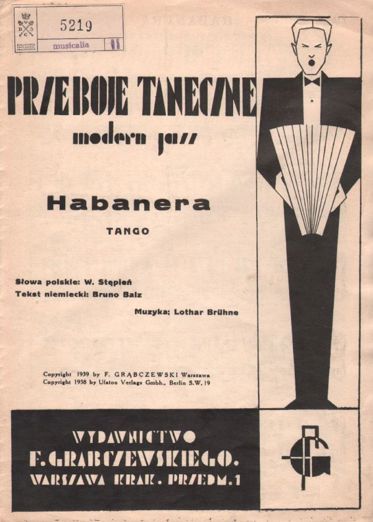 5219
musicalia
PRZEBOJE TANECZNE
modern jazz
Habanera
TANGO
Słowa polskie: W. Stępień
Tekst niemiecki: Bruno Balz
Muzyka: Lothar Brühne
Copyright 1939 by F. GRĄBCZEWSKI Warszawa
Copyright 1938 by Ufaton Verlags Gmbh., Berlin S.W. 19
WYDAWNICTWO
F. GRĄBCZEWSKIEGO.
WARSZAWA KRAK. PRZEDM. 1